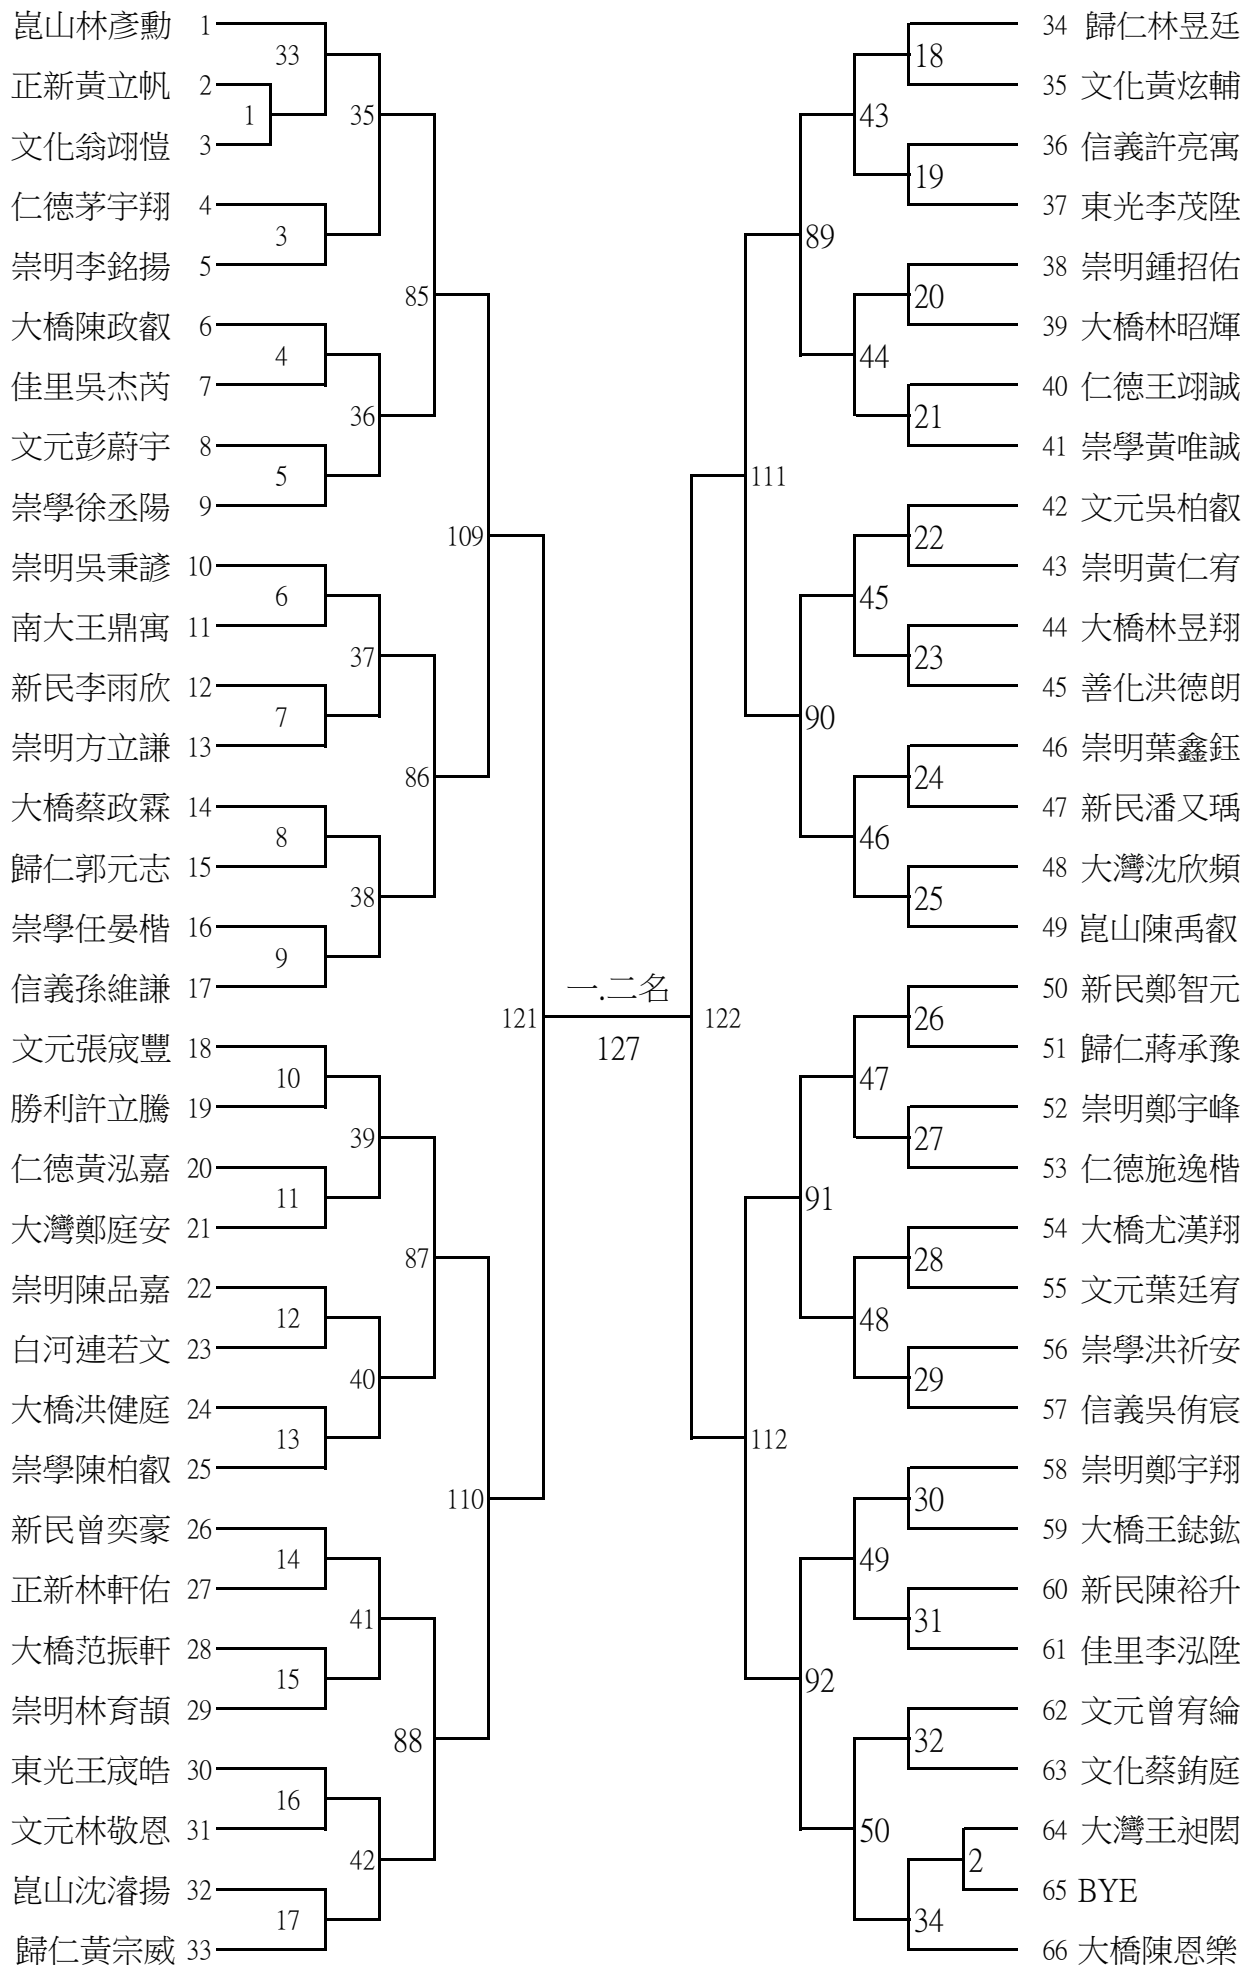 崑山林彥勳 1
正新黃立帆 2
文化翁翊愷 3
仁德茅宇翔 4
崇明李銘揚 5
大橋陳政叡 6
佳里吳杰芮 7
文元彭蔚宇 8
崇學徐丞陽 9
崇明吳秉諺 10
南大王鼎寓 11
新民李雨欣 12
崇明方立謙 13
大橋蔡政霖 14
歸仁郭元志 15
崇學任晏楷 16
信義孫維謙 17
文元張宬豐 18
勝利許立騰 19
仁德黃泓嘉 20
大灣鄭庭安 21
崇明陳品嘉 22
白河連若文 23
大橋洪健庭 24
崇學陳柏叡 25
新民曾奕豪 26
正新林軒佑 27
大橋范振軒 28
崇明林育頡 29
東光王宬皓 30
文元林敬恩 31
崑山沈濬揚 32
歸仁黃宗威 33
33
1
3
4
5
6
7
8
9
10
11
12
13
14
15
16
17
35
36
37
38
39
40
41
42
85
86
87
88
109
110
121
一.二名
127
122
111
112
89
90
91
92
43
44
45
46
47
48
49
50
18
19
20
21
22
23
24
25
26
27
28
29
30
31
32
2
34
34 歸仁林昱廷
35 文化黃炫輔
36 信義許亮寓
37 東光李茂陞
38 崇明鍾招佑
39 大橋林昭輝
40 仁德王翊誠
41 崇學黃唯誠
42 文元吳柏叡
43 崇明黃仁宥
44 大橋林昱翔
45 善化洪德朗
46 崇明葉鑫鈺
47 新民潘又瑀
48 大灣沈欣頻
49 崑山陳禹叡
50 新民鄭智元
51 歸仁蔣承豫
52 崇明鄭宇峰
53 仁德施逸楷
54 大橋尤漢翔
55 文元葉廷宥
56 崇學洪祈安
57 信義吳侑宸
58 崇明鄭宇翔
59 大橋王鋕鈜
60 新民陳裕升
61 佳里李泓陞
62 文元曾宥綸
63 文化蔡銪庭
64 大灣王昶閎
65 BYE
66 大橋陳恩樂